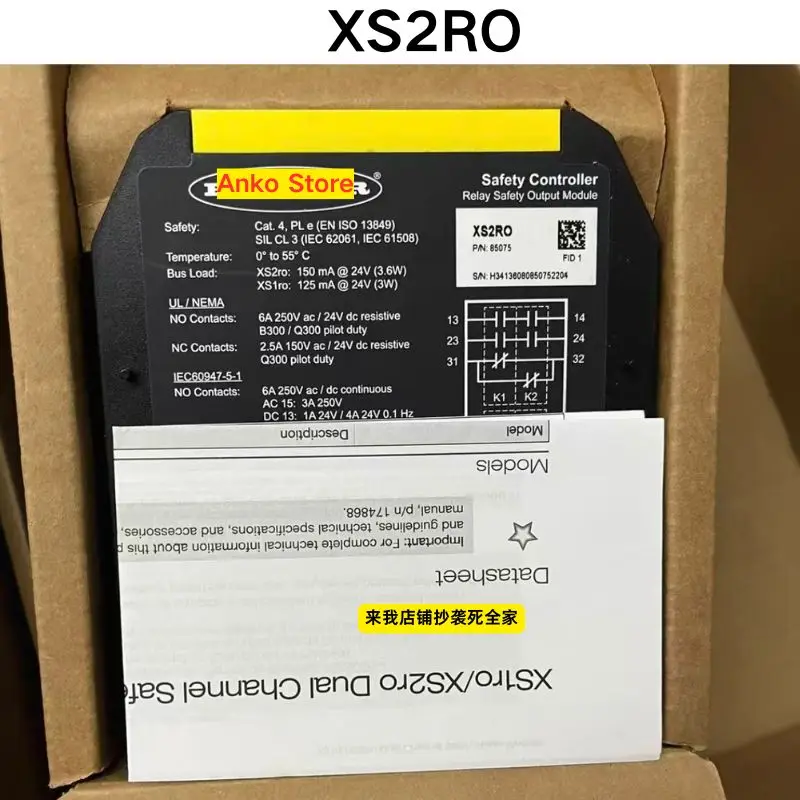 XS2RO
Anko Store
R®
Safety Controller
Relay Safety Output Module
XS2RO
P/N: 85075
FID 1
S/N: H34136080850752204
Safety: Cat. 4, PL e (EN ISO 13849)
SIL CL 3 (IEC 62061, IEC 61508)
Temperature: 0° to 55° C
Bus Load: XS2ro: 150 mA @ 24V (3.6W)
XS1ro: 125 mA @ 24V (3W)
UL / NEMA
NO Contacts: 6A 250V ac / 24V dc resistive
B300 / Q300 pilot duty
NC Contacts: 2.5A 150V ac / 24V dc resistive
Q300 pilot duty
IEC60947-5-1
NO Contacts: 6A 250V ac / dc continuous
AC 15: 3A 250V
DC 13: 1A 24V / 4A 24V 0.1 Hz
13 14
23 24
31 32
K1 K2
XS1ro/XS2ro Dual Channel Safe
来我店铺抄袭死全家
Datasheet
Important: For complete technical information about this p
and guidelines, technical specifications, and accessories,
manual, p/n 174868.
Models
Model Description